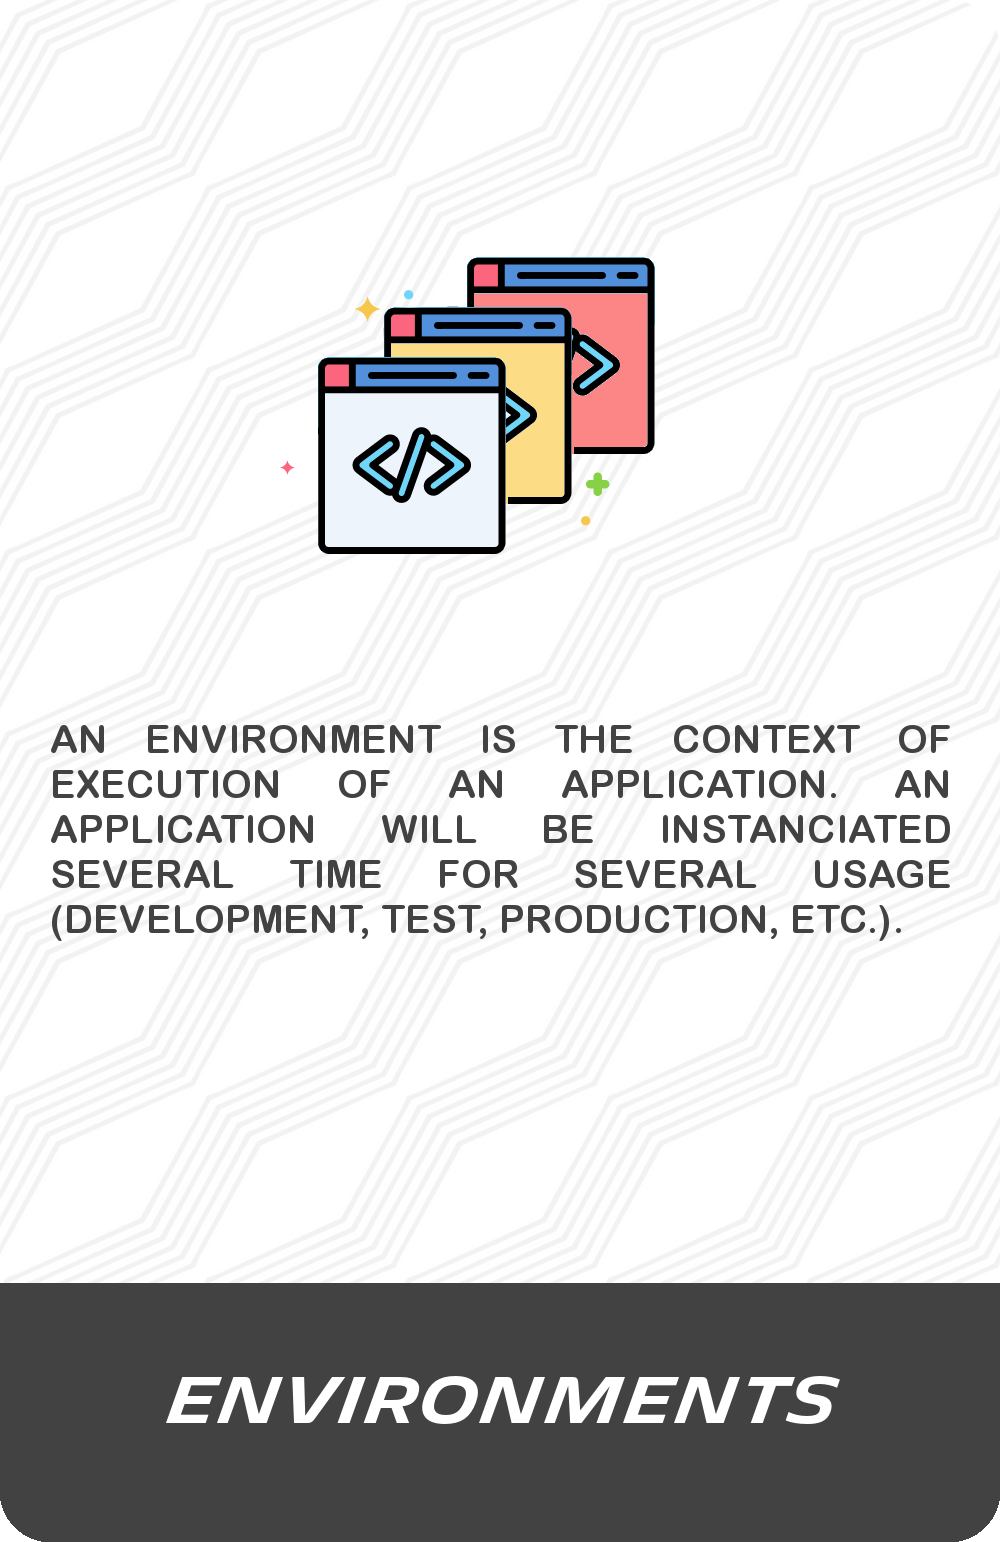 AN ENVIRONMENT IS THE CONTEXT OF
EXECUTION OF AN APPLICATION. AN
APPLICATION WILL BE INSTANCIATED
SEVERAL TIME FOR SEVERAL USAGE
(DEVELOPMENT, TEST, PRODUCTION, ETC.).
ENVIRONMENTS